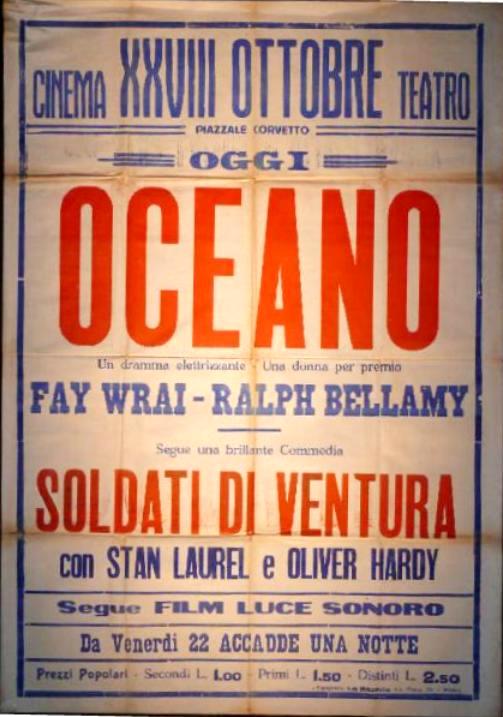 CINEMA XXVIII OTTOBRE TEATRO
PIAZZALE CORVETTO
OGGI
OCEANO
Un dramma elettrizzante - Una donna per premio
FAY WRAI - RALPH BELLAMY
Segue una brillante Commedia
SOLDATI DI VENTURA
con STAN LAUREL e OLIVER HARDY
Segue FILM LUCE SONORO
Da Venerdì 22 ACCADDE UNA NOTTE
Prezzi Popolari - Secondi L. 1.00 - Primi L. 1.50 - Distinti L. 2.50